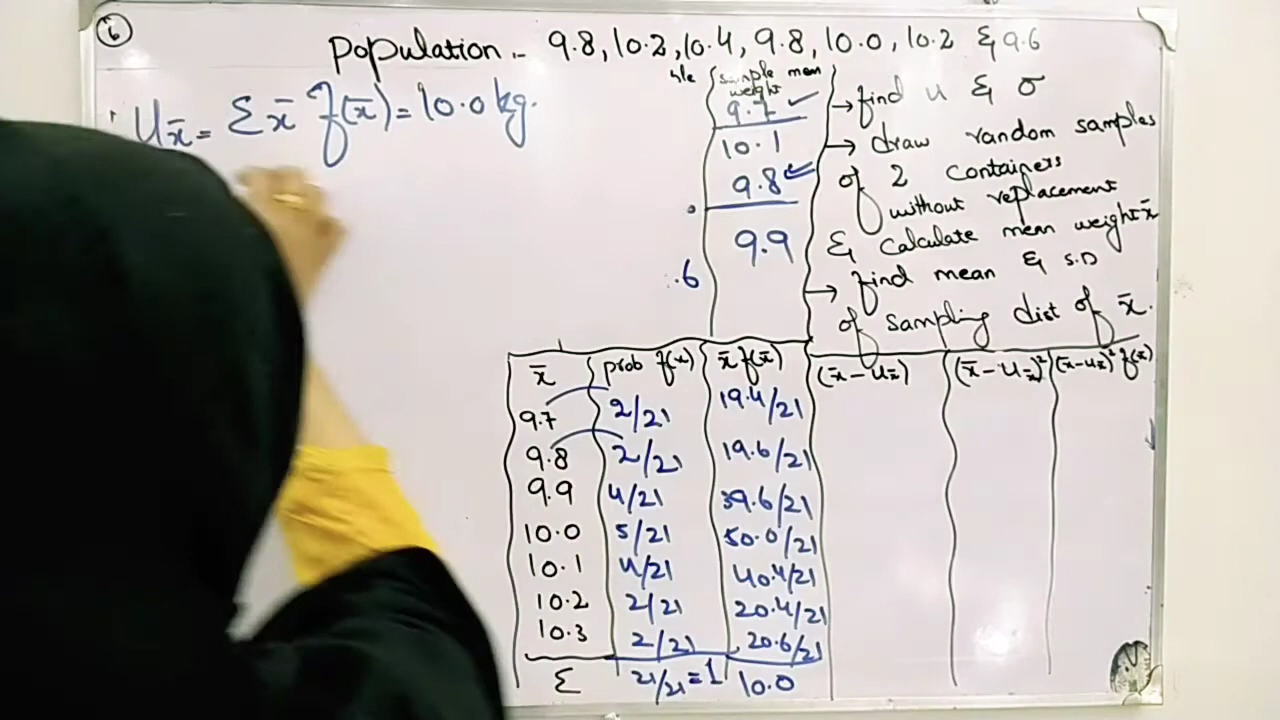 6
Population :- 9.8, 10.2, 10.4, 9.8, 10.0, 10.2 & 9.6
∴ Ux̄ = Σx̄ f(x̄) = 10.0 kg.
sample mean
weight
9.7 ✓
10.1
9.8 ✓
9.9
.6
→ find u & σ
→ draw random samples
of 2 containers
without replacement
& calculate mean weight x̄
→ find mean & S.D
of sampling dist of x̄.
x̄ prob f(x) x̄ f(x̄) (x̄ - Ux̄) (x̄ - Ux̄)² (x̄ - Ux̄)² f(x̄)
9.7 2/21 19.4/21
9.8 2/21 19.6/21
9.9 4/21 39.6/21
10.0 5/21 50.0/21
10.1 4/21 40.4/21
10.2 2/21 20.4/21
10.3 2/21 20.6/21
Σ 21/21 = 1 10.0